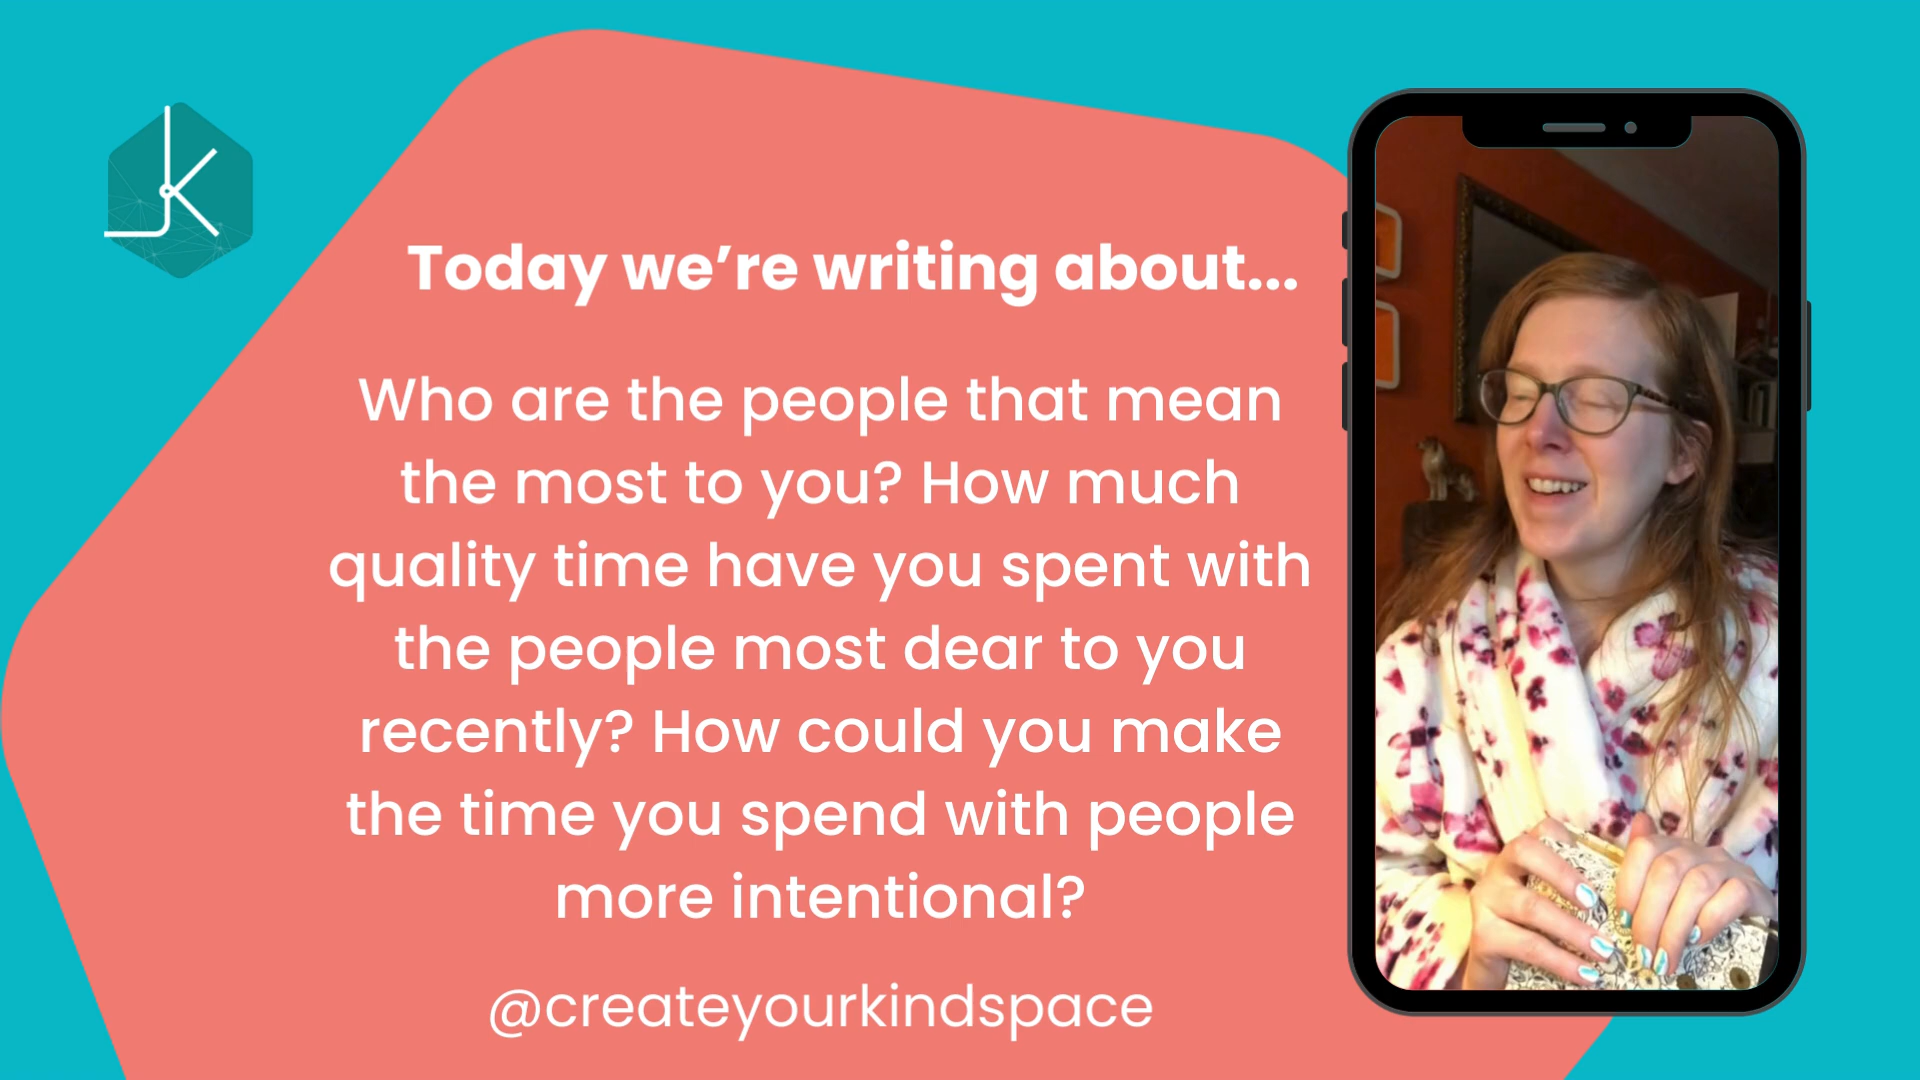 JK
Today we’re writing about...
Who are the people that mean
the most to you? How much
quality time have you spent with
the people most dear to you
recently? How could you make
the time you spend with people
more intentional?
@createyourkindspace